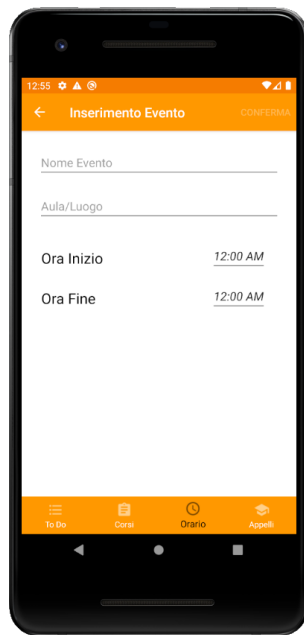 12:55
Inserimento Evento CONFERMA
Nome Evento
Aula/Luogo
Ora Inizio 12:00 AM
Ora Fine 12:00 AM
To Do Corsi Orario Appelli